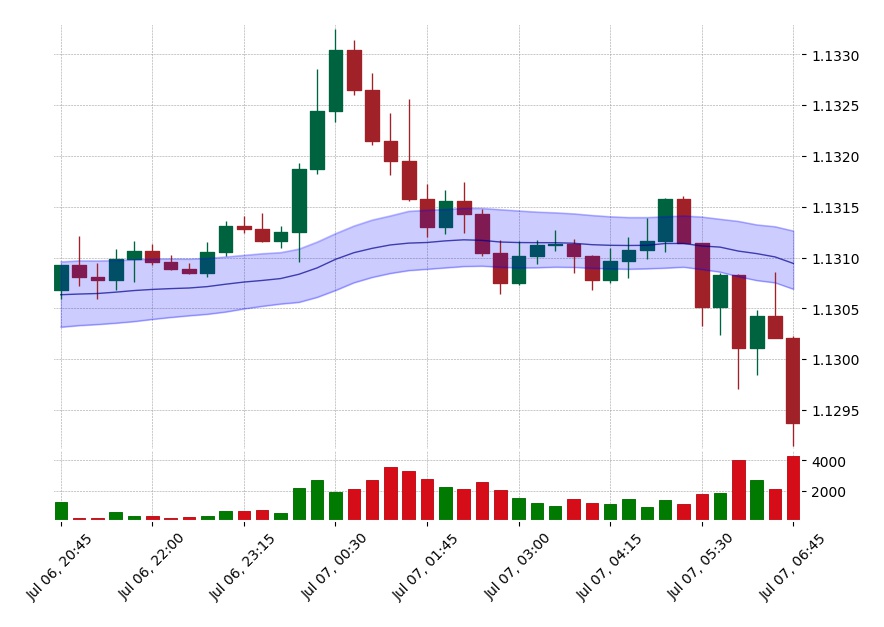 1.1330
1.1325
1.1320
1.1315
1.1310
1.1305
1.1300
1.1295
4000
2000
Jul 06, 20:45
Jul 06, 22:00
Jul 06, 23:15
Jul 07, 00:30
Jul 07, 01:45
Jul 07, 03:00
Jul 07, 04:15
Jul 07, 05:30
Jul 07, 06:45